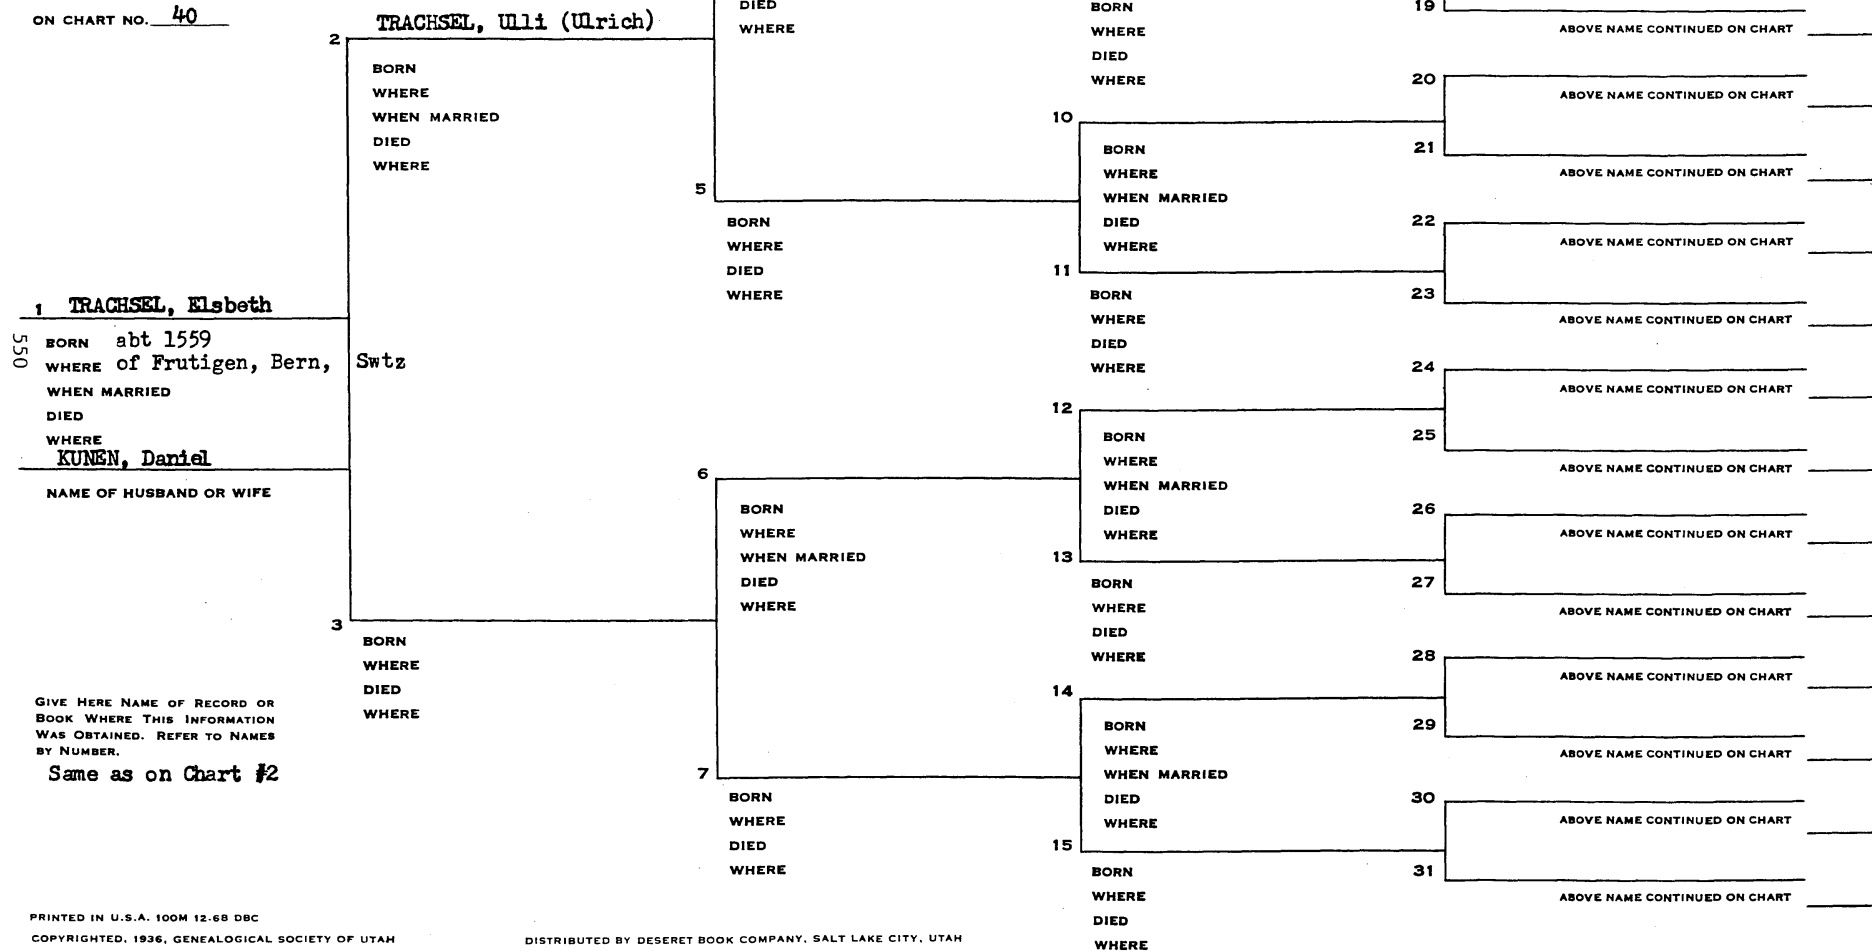 ON CHART NO. 40
2
TRACHSEL, Ulli (Ulrich)
BORN
WHERE
WHEN MARRIED
DIED
WHERE
1 TRACHSEL, Elsbeth
550
BORN abt 1559
WHERE of Frutigen, Bern, Swtz
WHEN MARRIED
DIED
WHERE
KUNEN, Daniel
NAME OF HUSBAND OR WIFE
3
BORN
WHERE
DIED
WHERE
GIVE HERE NAME OF RECORD OR
BOOK WHERE THIS INFORMATION
WAS OBTAINED. REFER TO NAMES
BY NUMBER.
Same as on Chart #2
DIED
WHERE
5
BORN
WHERE
DIED
WHERE
6
BORN
WHERE
WHEN MARRIED
DIED
WHERE
7
BORN
WHERE
DIED
WHERE
BORN
WHERE
DIED
WHERE
10
BORN
WHERE
WHEN MARRIED
DIED
WHERE
11
BORN
WHERE
DIED
WHERE
12
BORN
WHERE
WHEN MARRIED
DIED
WHERE
13
BORN
WHERE
DIED
WHERE
14
BORN
WHERE
WHEN MARRIED
DIED
WHERE
15
BORN
WHERE
DIED
WHERE
19
ABOVE NAME CONTINUED ON CHART
20
ABOVE NAME CONTINUED ON CHART
21
ABOVE NAME CONTINUED ON CHART
22
ABOVE NAME CONTINUED ON CHART
23
ABOVE NAME CONTINUED ON CHART
24
ABOVE NAME CONTINUED ON CHART
25
ABOVE NAME CONTINUED ON CHART
26
ABOVE NAME CONTINUED ON CHART
27
ABOVE NAME CONTINUED ON CHART
28
ABOVE NAME CONTINUED ON CHART
29
ABOVE NAME CONTINUED ON CHART
30
ABOVE NAME CONTINUED ON CHART
31
ABOVE NAME CONTINUED ON CHART
PRINTED IN U.S.A. 100M 12-68 DBC
COPYRIGHTED, 1936, GENEALOGICAL SOCIETY OF UTAH
DISTRIBUTED BY DESERET BOOK COMPANY, SALT LAKE CITY, UTAH